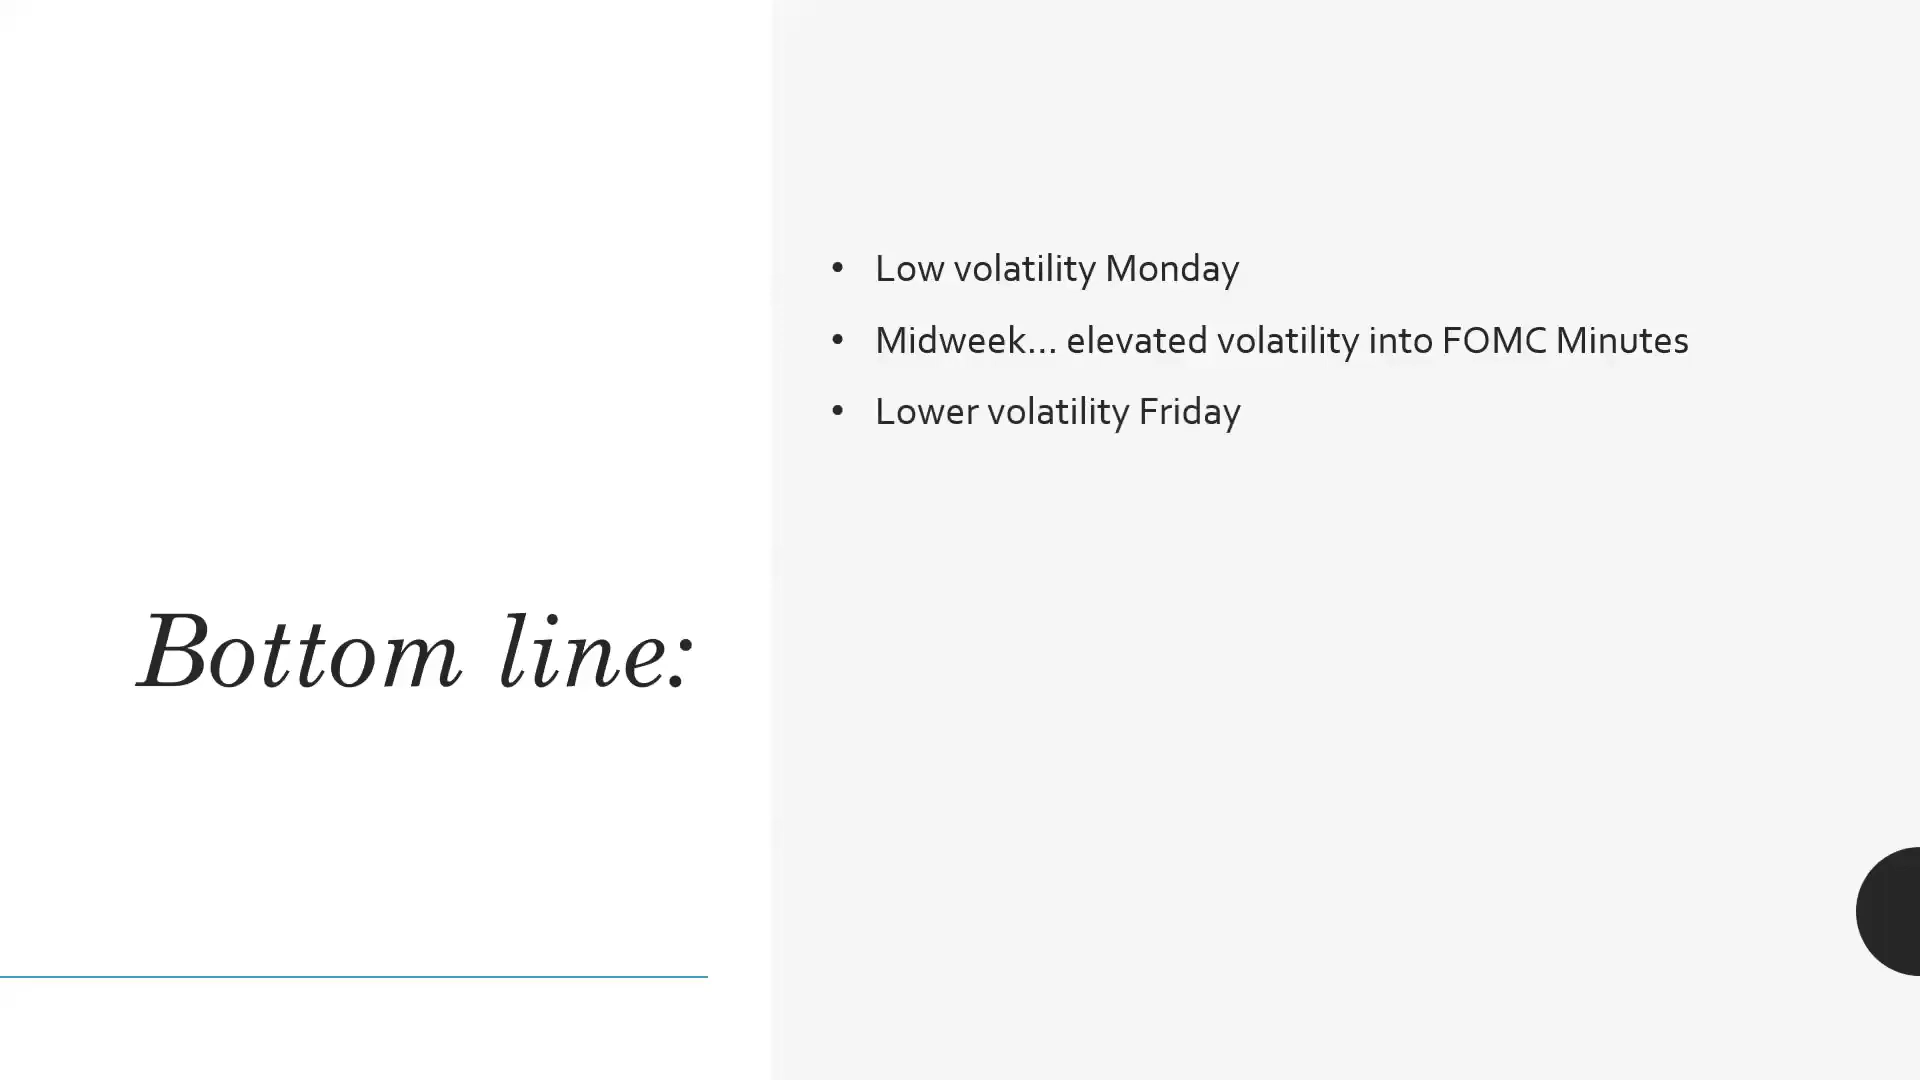 Bottom line:
• Low volatility Monday
• Midweek... elevated volatility into FOMC Minutes
• Lower volatility Friday